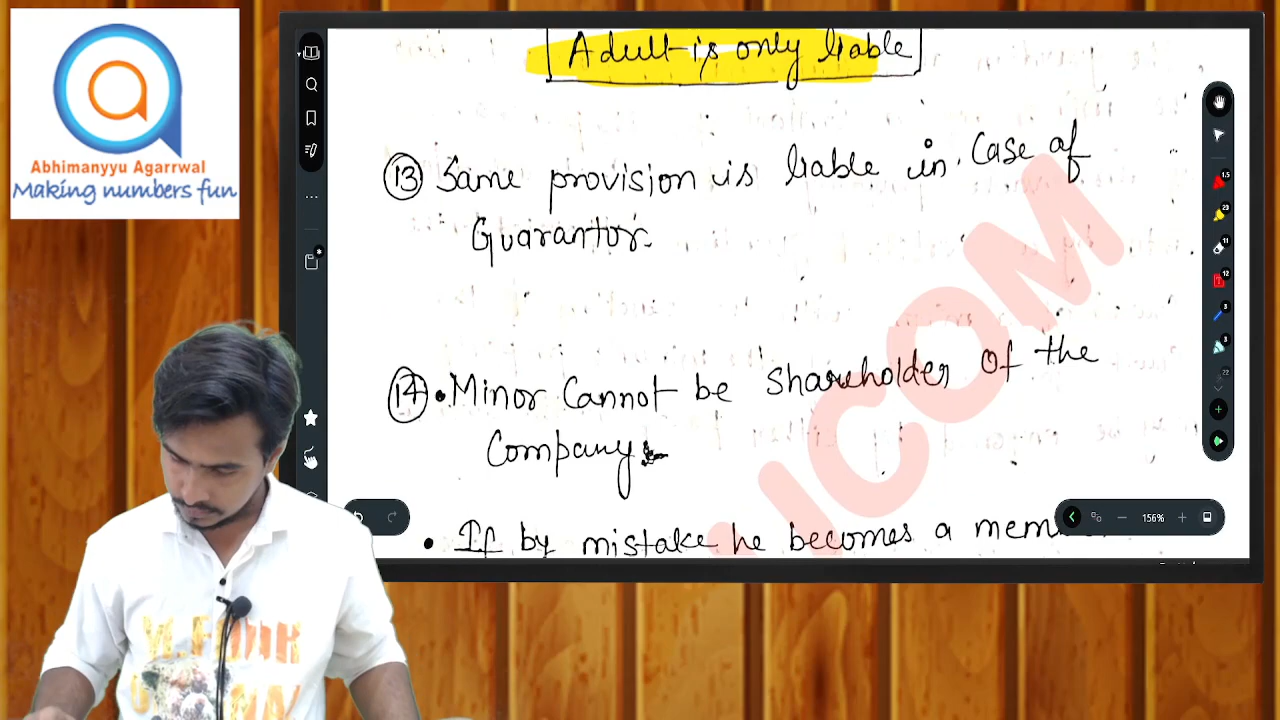 Abhimanyyu Agarrwal
Making numbers fun
Adult is only liable
13 Same provision is liable in case of
Guarantor.
14 • Minor Cannot be shareholder of the
Company
• If by mistake he becomes a mem
ICOM
156%